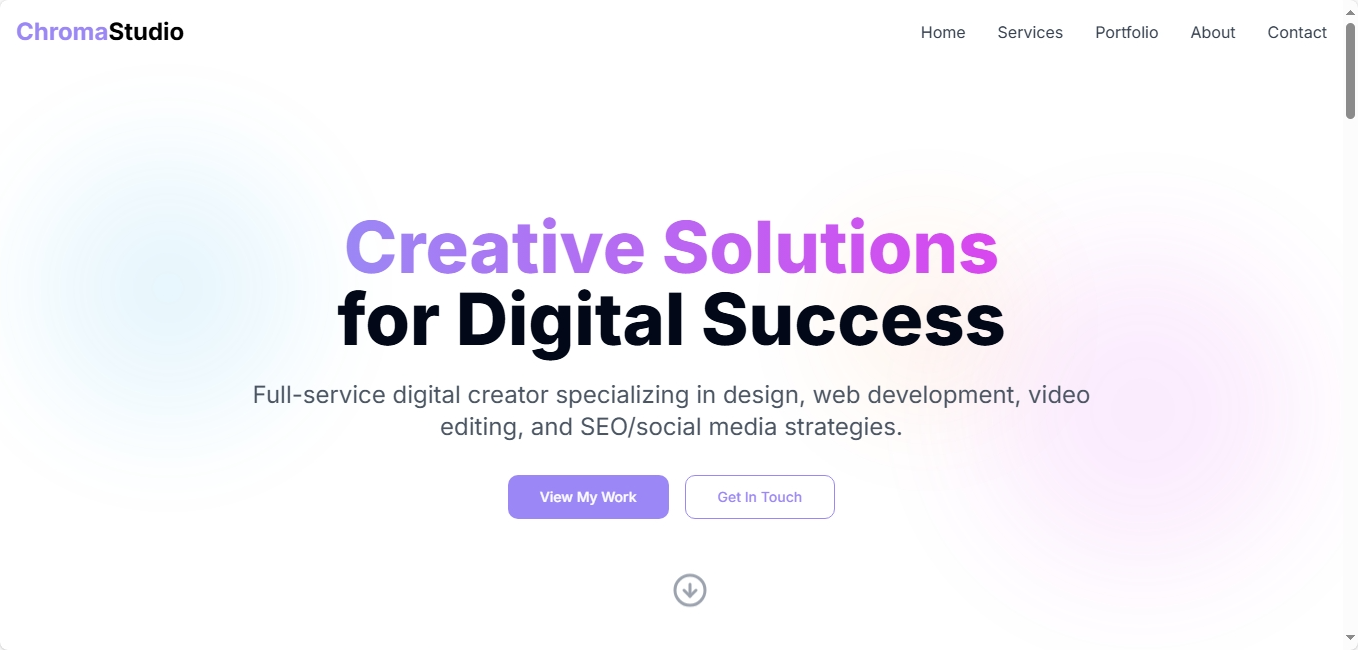 ChromaStudio
Home Services Portfolio About Contact
Creative Solutions
for Digital Success
Full-service digital creator specializing in design, web development, video
editing, and SEO/social media strategies.
View My Work Get In Touch